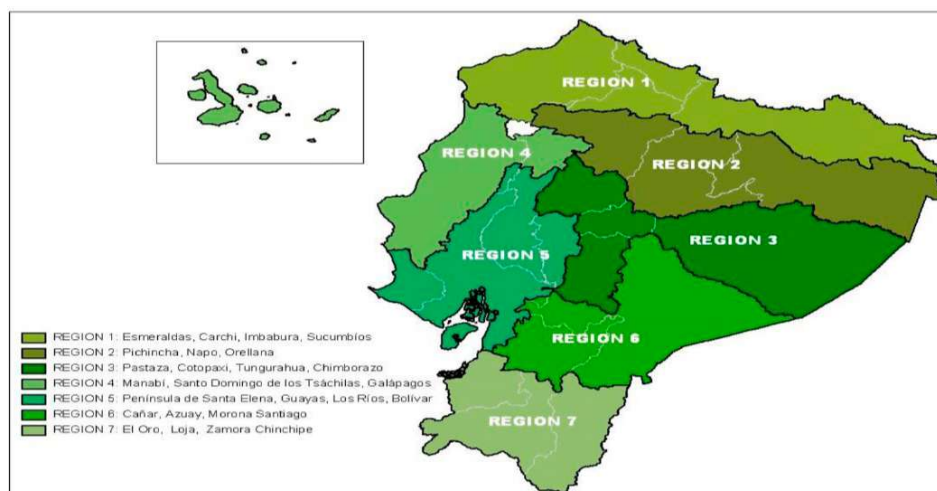 REGION 1
REGION 4
REGION 2
REGION 3
REGION 5
REGION 6
REGION 7
REGION 1: Esmeraldas, Carchi, Imbabura, Sucumbíos
REGION 2: Pichincha, Napo, Orellana
REGION 3: Pastaza, Cotopaxi, Tungurahua, Chimborazo
REGION 4: Manabí, Santo Domingo de los Tsáchilas, Galápagos
REGION 5: Península de Santa Elena, Guayas, Los Ríos, Bolívar
REGION 6: Cañar, Azuay, Morona Santiago
REGION 7: El Oro, Loja, Zamora Chinchipe